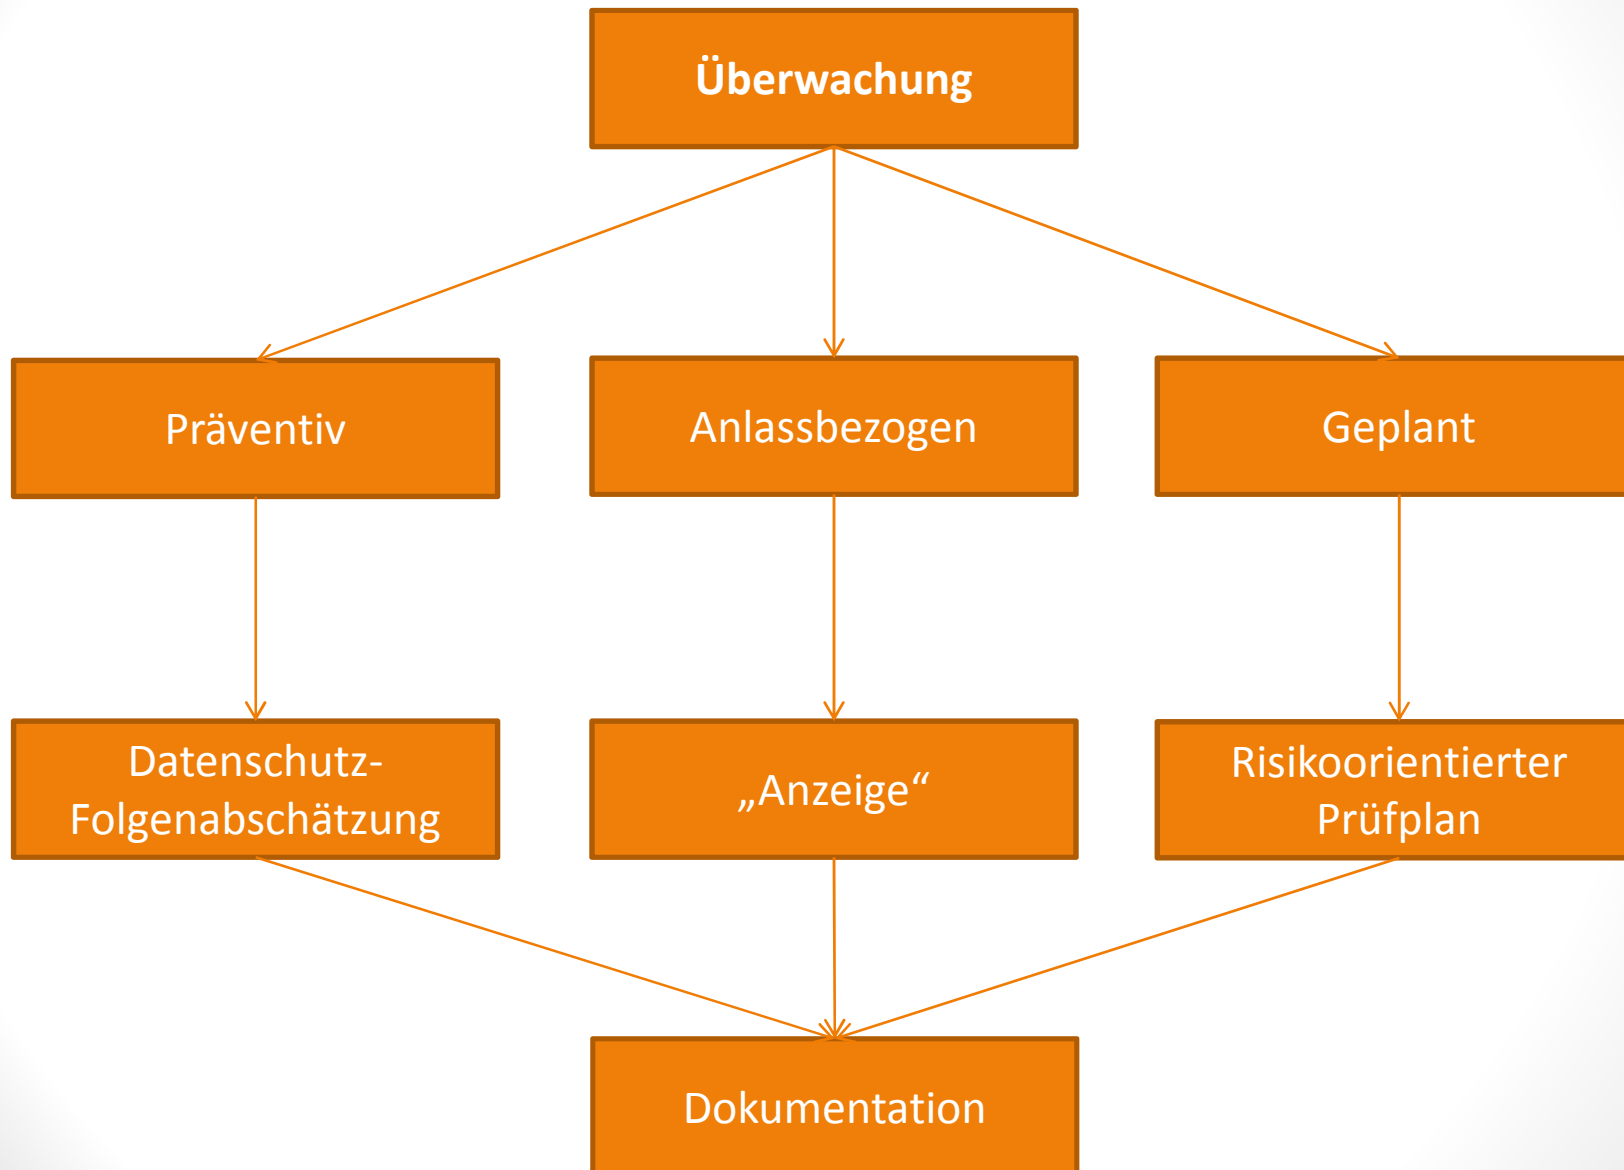 Überwachung
Präventiv
Anlassbezogen
Geplant
Datenschutz-
Folgenabschätzung
„Anzeige“
Risikoorientierter
Prüfplan
Dokumentation